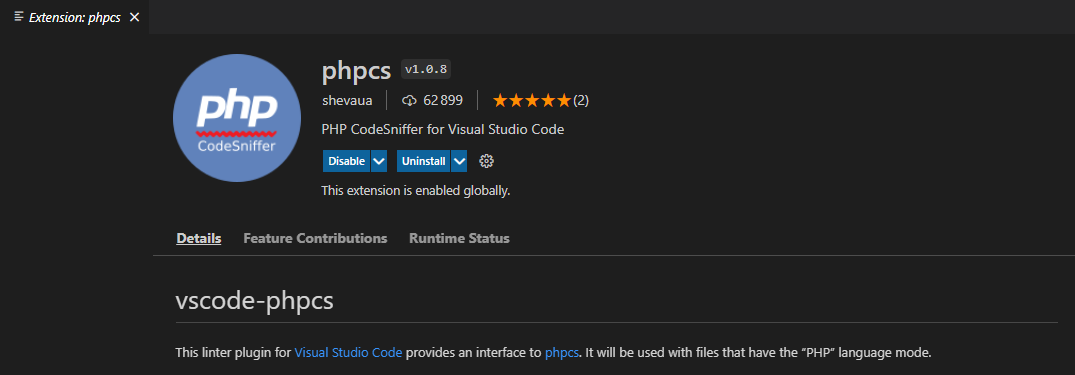 Extension: phpcs
phpcs v1.0.8
shevaua 62 899 (2)
PHP CodeSniffer for Visual Studio Code
Disable Uninstall
This extension is enabled globally.
php
CodeSniffer
Details Feature Contributions Runtime Status
vscode-phpcs
This linter plugin for Visual Studio Code provides an interface to phpcs. It will be used with files that have the “PHP” language mode.